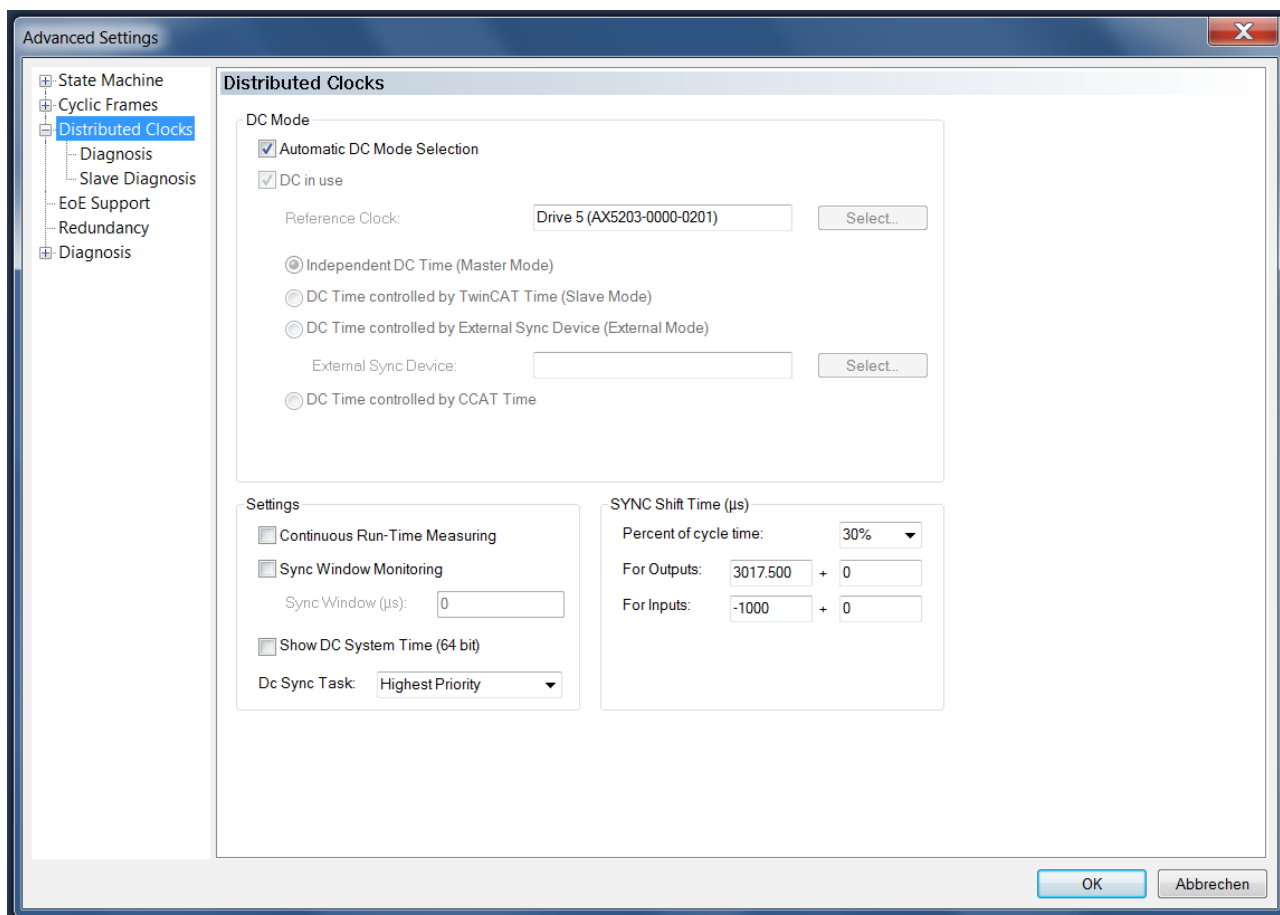 Advanced Settings
State Machine
Cyclic Frames
Distributed Clocks
Diagnosis
Slave Diagnosis
EoE Support
Redundancy
Diagnosis
Distributed Clocks
DC Mode
Automatic DC Mode Selection
DC in use
Reference Clock: Drive 5 (AX5203-0000-0201) Select...
Independent DC Time (Master Mode)
DC Time controlled by TwinCAT Time (Slave Mode)
DC Time controlled by External Sync Device (External Mode)
External Sync Device: Select...
DC Time controlled by CCAT Time
Settings
Continuous Run-Time Measuring
Sync Window Monitoring
Sync Window (µs): 0
Show DC System Time (64 bit)
Dc Sync Task: Highest Priority
SYNC Shift Time (µs)
Percent of cycle time: 30%
For Outputs: 3017.500 + 0
For Inputs: -1000 + 0
OK Abbrechen